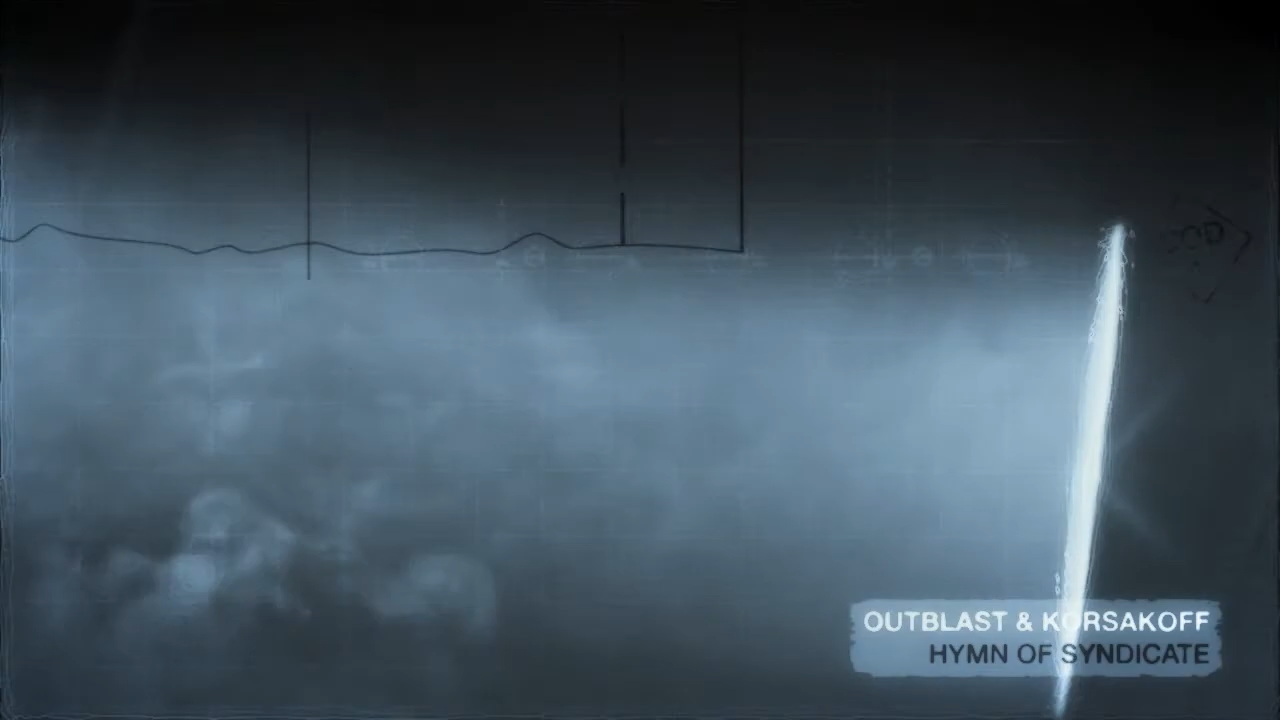 OUTBLAST & KORSAKOFF
HYMN OF SYNDICATE